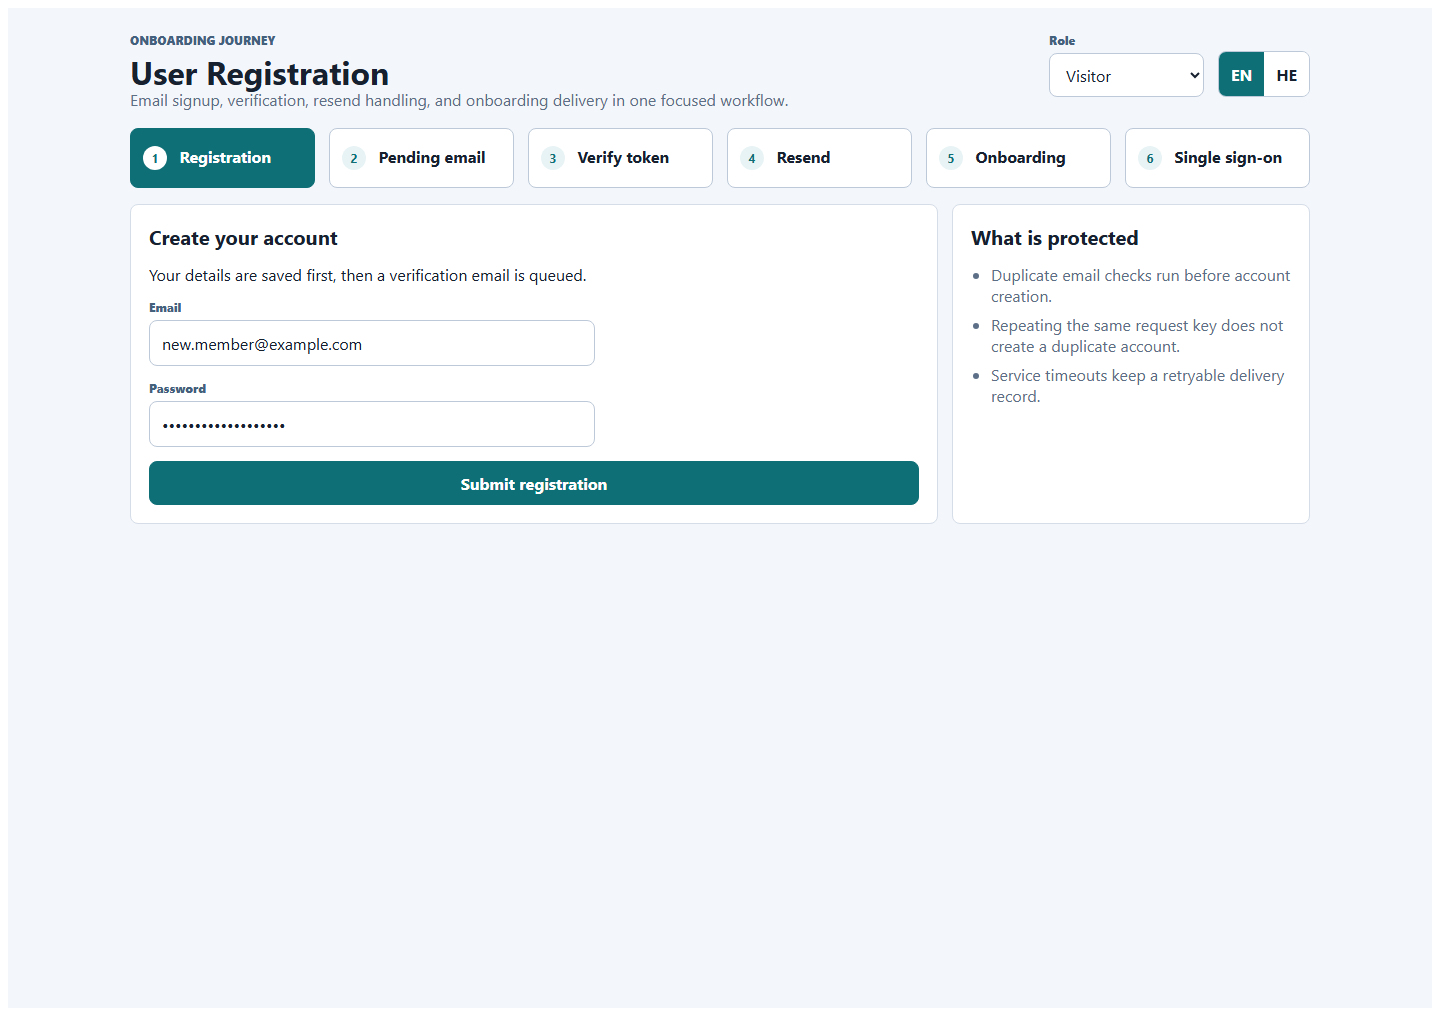 ONBOARDING JOURNEY
User Registration
Email signup, verification, resend handling, and onboarding delivery in one focused workflow.
Role
Visitor
EN
HE
1 Registration
2 Pending email
3 Verify token
4 Resend
5 Onboarding
6 Single sign-on
Create your account
Your details are saved first, then a verification email is queued.
Email
new.member@example.com
Password
•••••••••••••••••••
Submit registration
What is protected
• Duplicate email checks run before account
creation.
• Repeating the same request key does not
create a duplicate account.
• Service timeouts keep a retryable delivery
record.